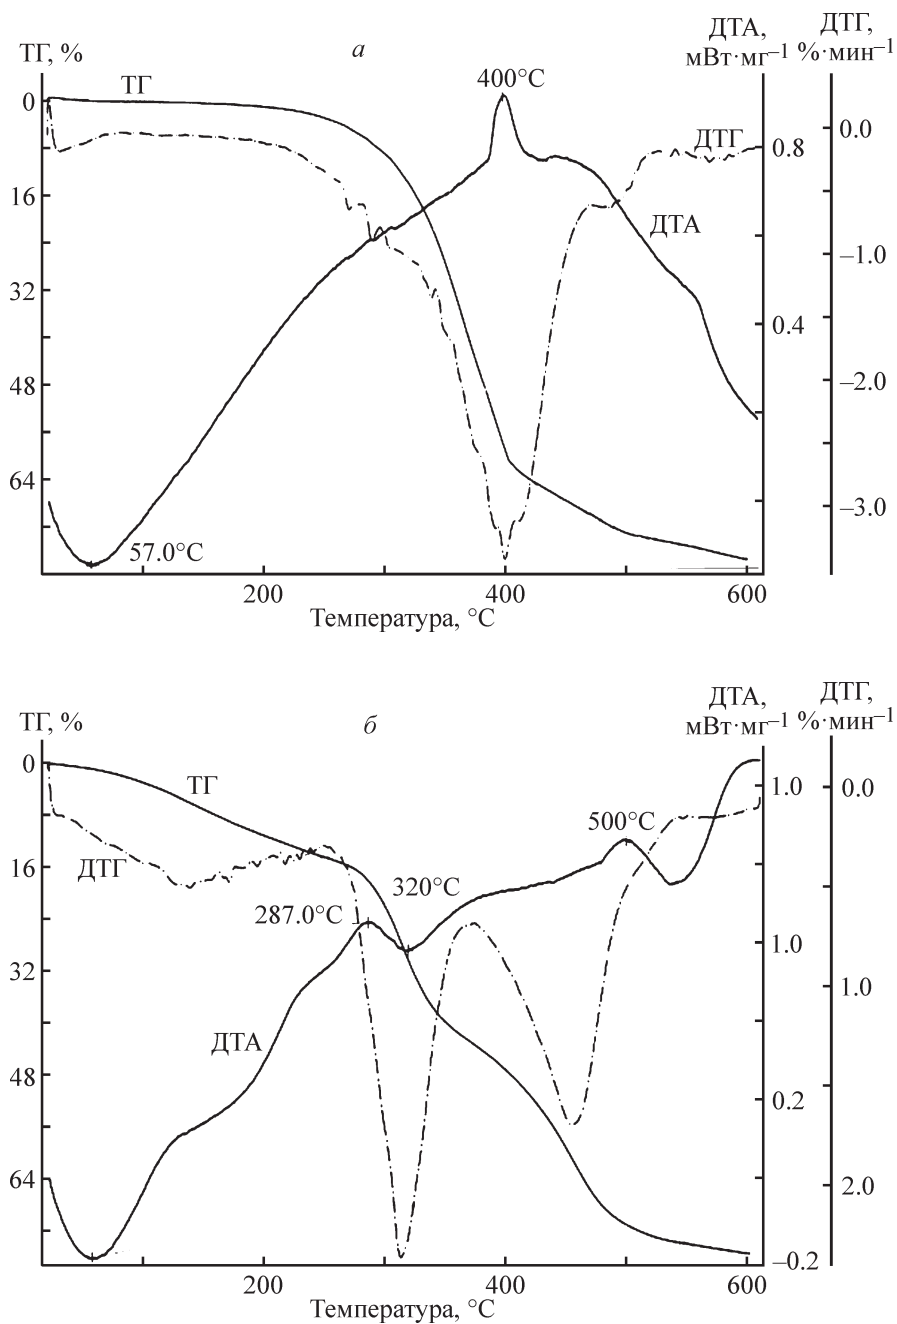 ТГ, % а ДТА, ДТГ,
мВт·мг–1 %·мин–1
ТГ 400°C
0 0.0
ДТГ
0.8
16
ДТА
–1.0
32
0.4
48 –2.0
64
–3.0
57.0°C
200 400 600
Температура, °C
ТГ, % б ДТА, ДТГ,
мВт·мг–1 %·мин–1
0
ТГ 1.0 0.0
500°C
16 ДТГ
320°C
287.0°C
1.0
32 1.0
ДТА
48
0.2
64 2.0
–0.2
200 400 600
Температура, °C